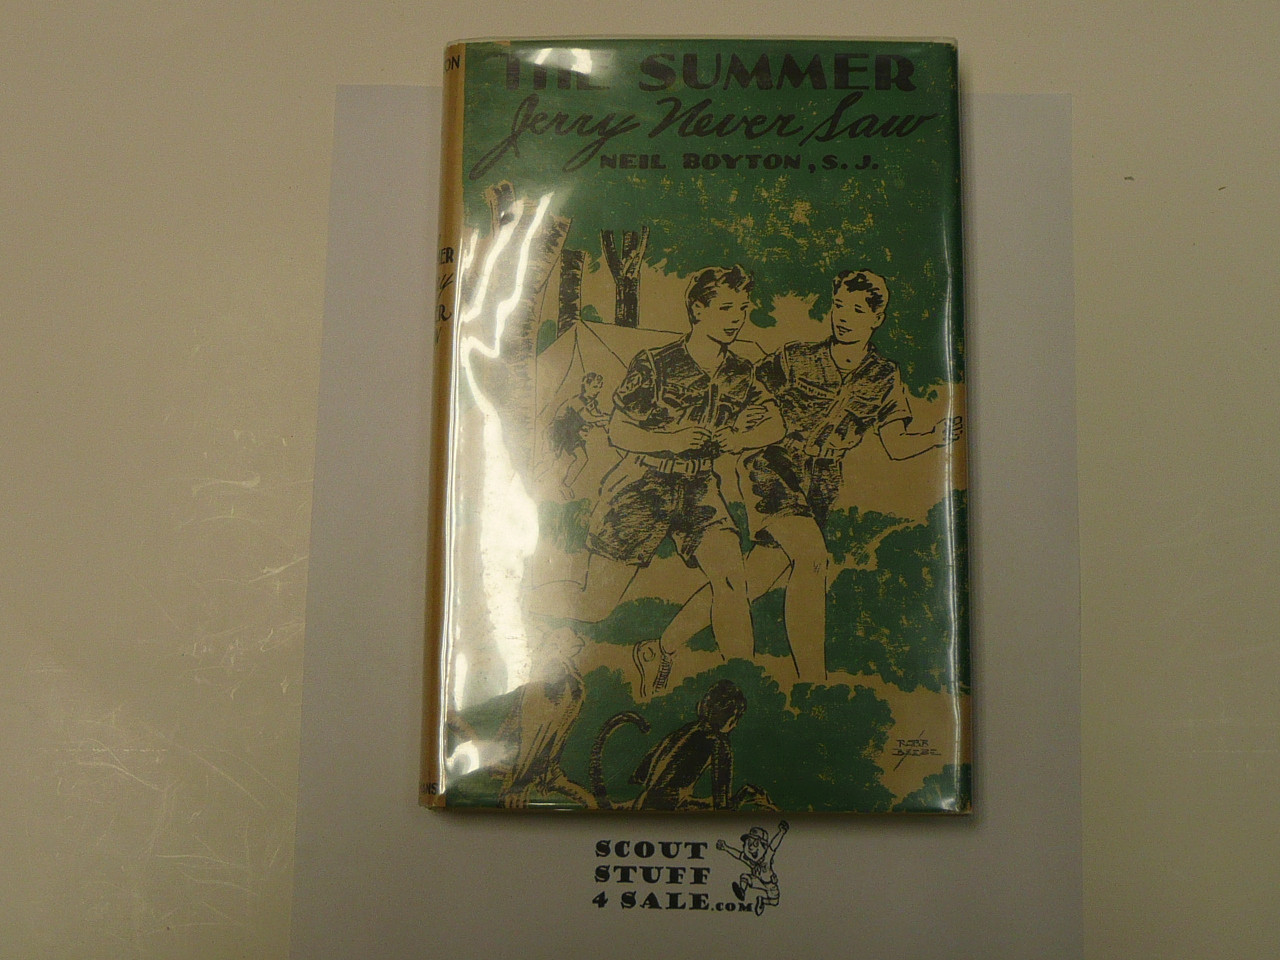 THE SUMMER
Jerry Never Saw
NEIL BOYTON, S. J.
SCOUT
STUFF
4 SALE.com